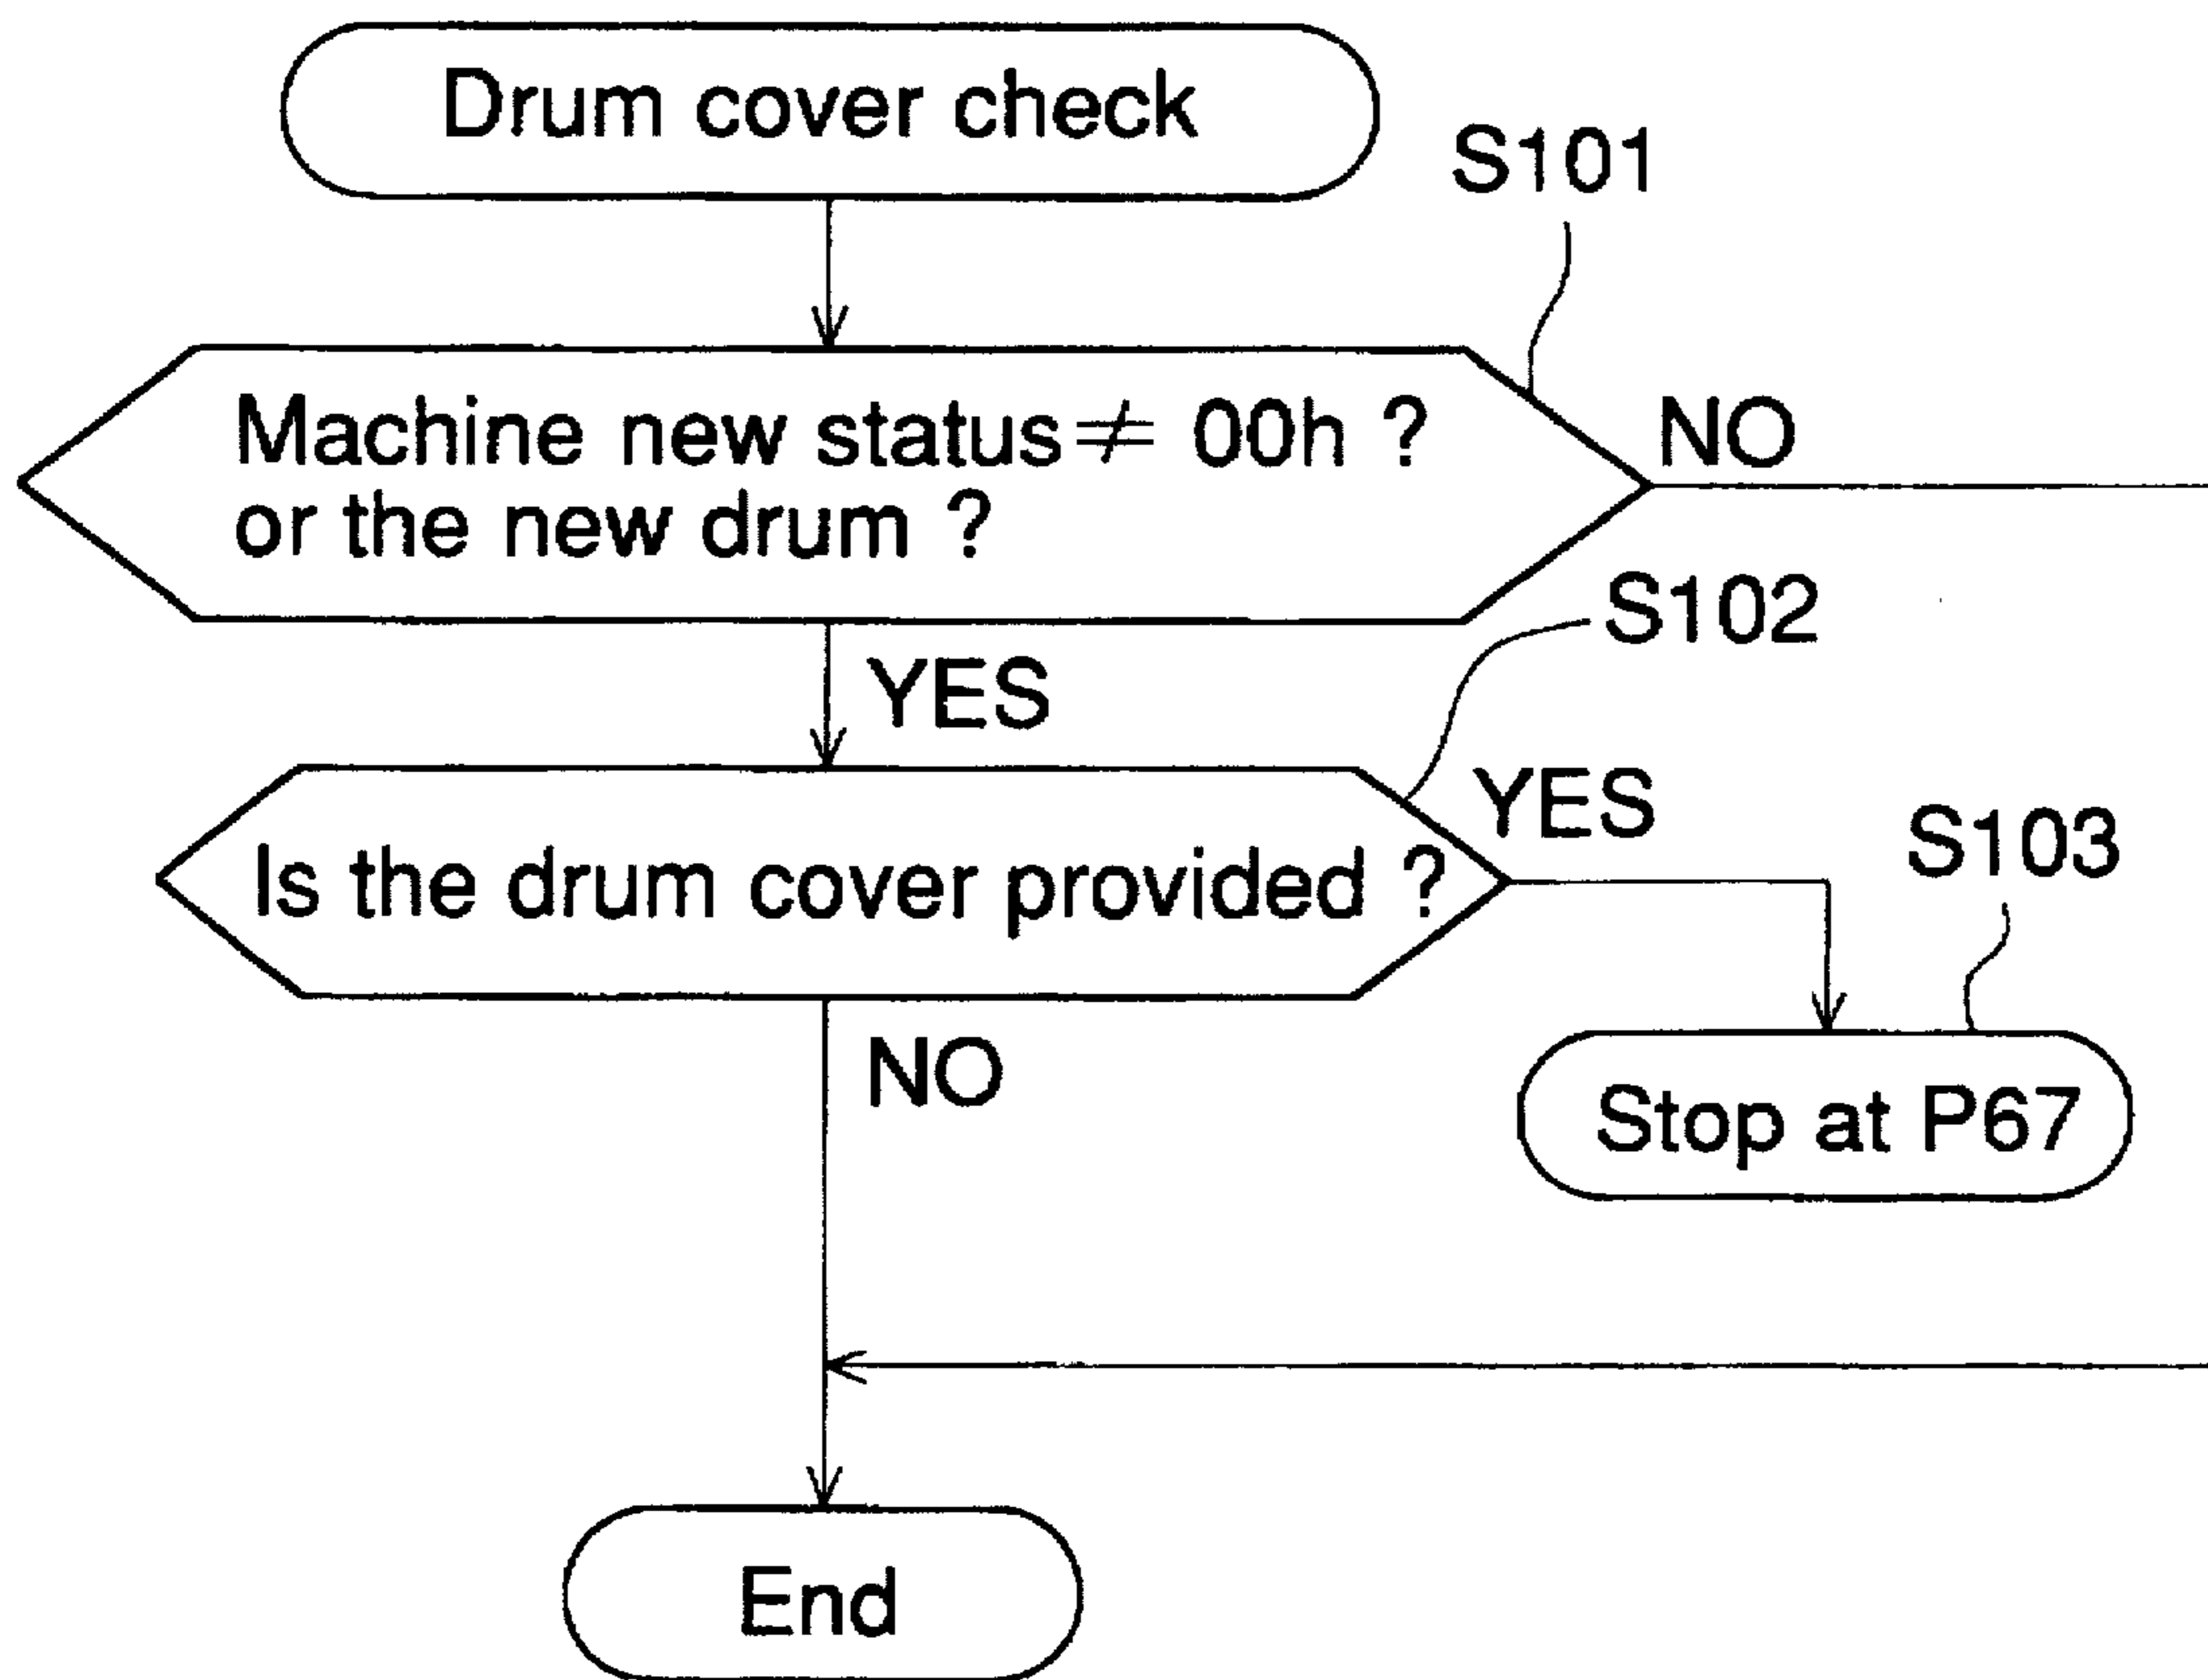 Drum cover check
S101
Machine new status ≠ 00h ?
or the new drum ?
NO
S102
YES
Is the drum cover provided ?
YES
S103
NO
Stop at P67
End